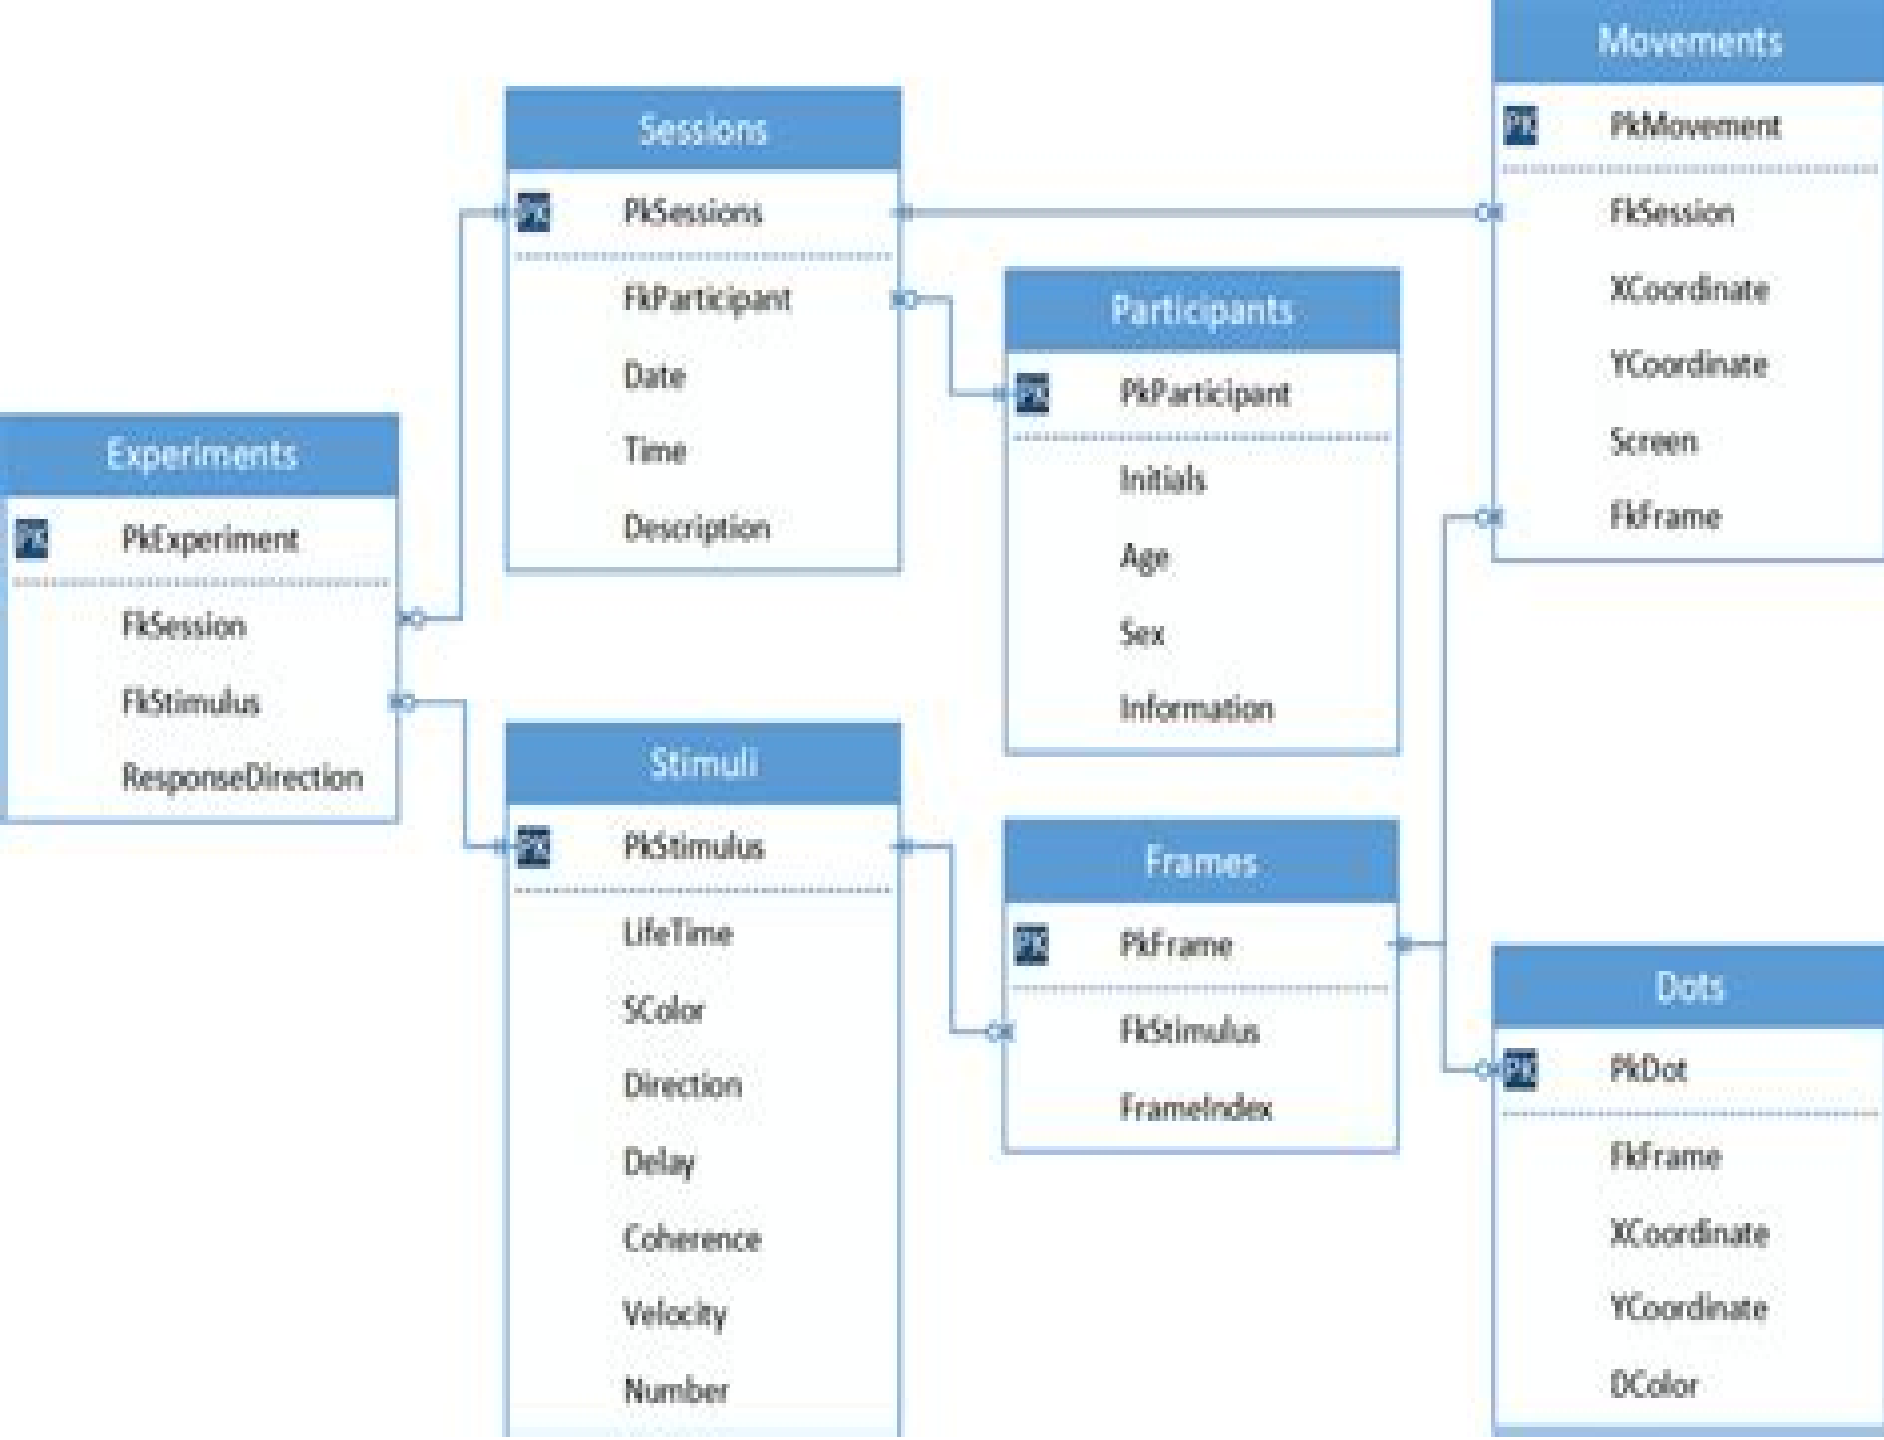 Experiments
PK PkExperiment
FkSession
FkStimulus
ResponseDirection
Sessions
PK PkSessions
FkParticipant
Date
Time
Description
Stimuli
PK PkStimulus
LifeTime
SColor
Direction
Delay
Coherence
Velocity
Number
Participants
PK PkParticipant
Initials
Age
Sex
Information
Frames
PK PkFrame
FkStimulus
FrameIndex
Movements
PK PkMovement
FkSession
XCoordinate
YCoordinate
Screen
FkFrame
Dots
PK PkDot
FkFrame
XCoordinate
YCoordinate
DColor